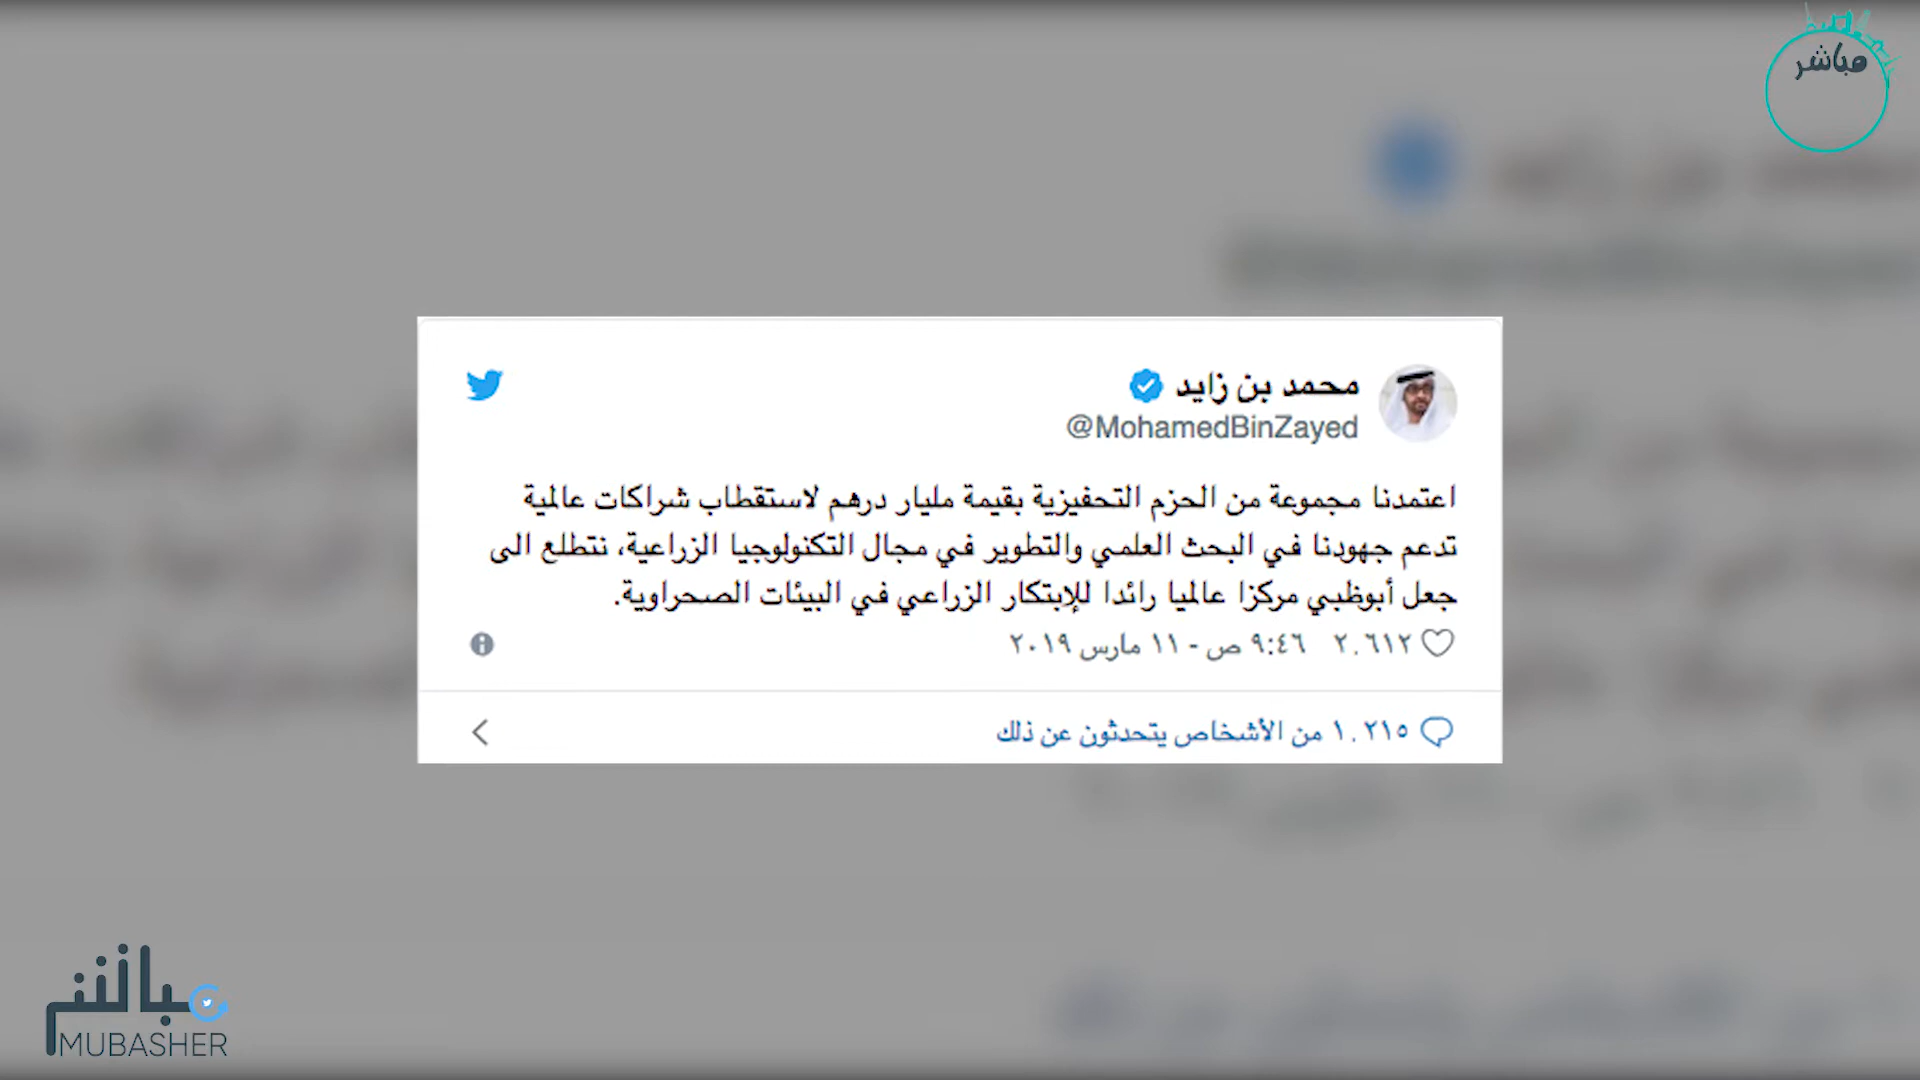 مباشر
محمد بن زايد
@MohamedBinZayed
اعتمدنا مجموعة من الحزم التحفيزية بقيمة مليار درهم لاستقطاب شراكات عالمية
تدعم جهودنا في البحث العلمي والتطوير في مجال التكنولوجيا الزراعية، نتطلع الى
جعل أبوظبي مركزا عالميا رائدا للإبتكار الزراعي في البيئات الصحراوية.
٢.٦١٢ ٩:٤٦ ص - ١١ مارس ٢٠١٩
١.٢١٥ من الأشخاص يتحدثون عن ذلك
مباشر
MUBASHER